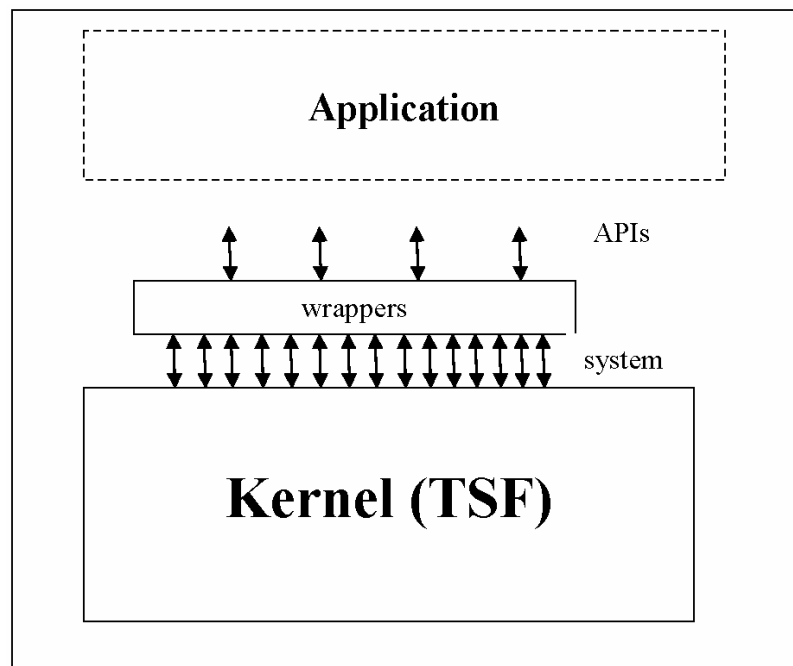 Application
APIs
wrappers
system
Kernel (TSF)